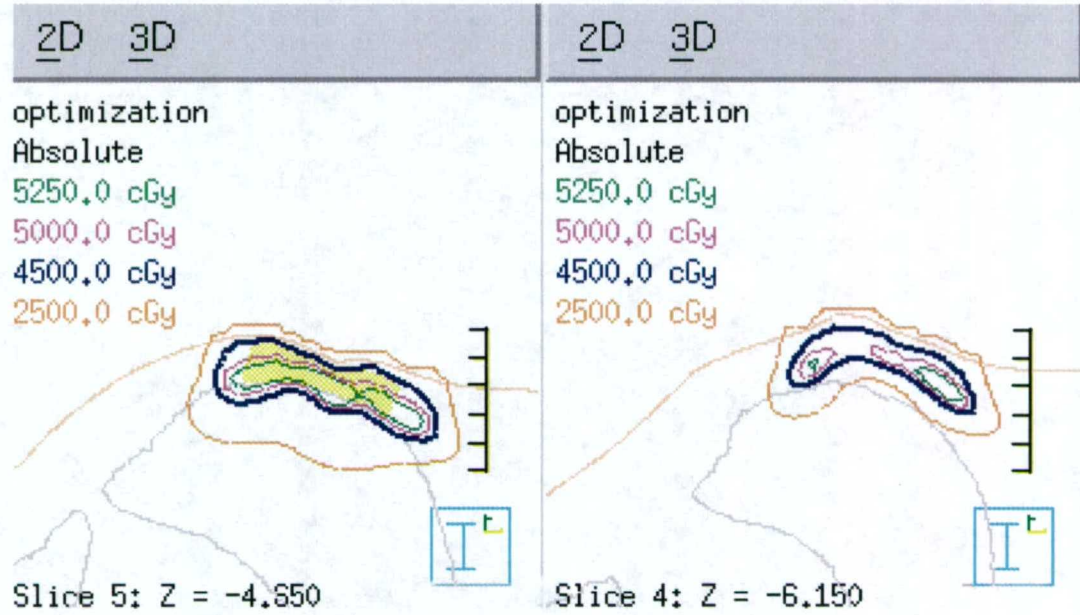 2D 3D
optimization
Absolute
5250.0 cGy
5000.0 cGy
4500.0 cGy
2500.0 cGy
Slice 5: Z = -4.650
2D 3D
optimization
Absolute
5250.0 cGy
5000.0 cGy
4500.0 cGy
2500.0 cGy
Slice 4: Z = -6.150